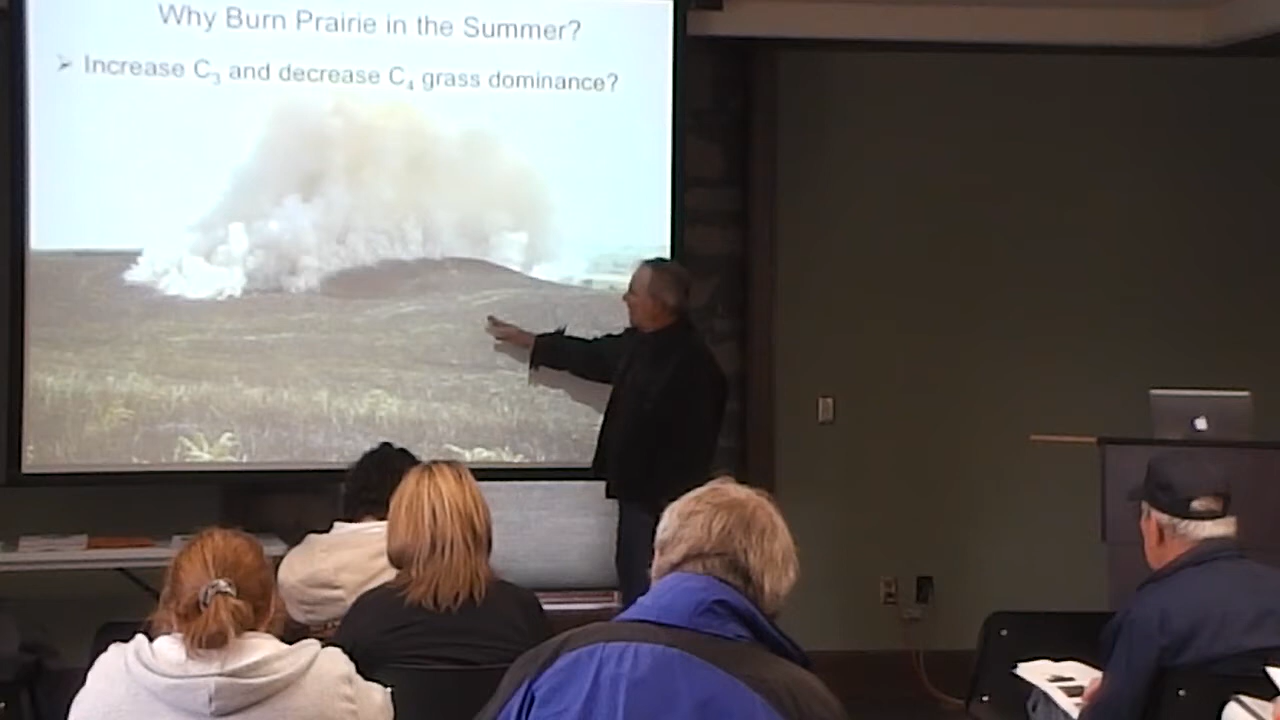 Why Burn Prairie in the Summer?
➢ Increase C₃ and decrease C₄ grass dominance?